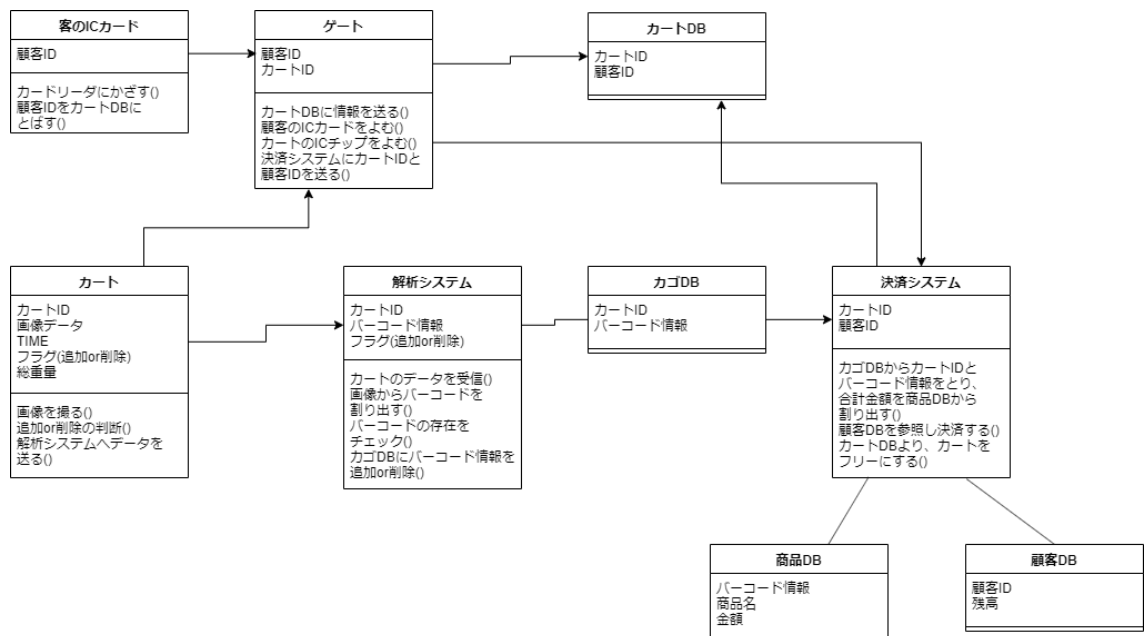 客のICカード
顧客ID
カードリーダにかざす()
顧客IDをカートDBに
とばす()
ゲート
顧客ID
カートID
カートDBに情報を送る()
顧客のICカードをよむ()
カートのICチップをよむ()
決済システムにカートIDと
顧客IDを送る()
カートDB
カートID
顧客ID
カート
カートID
画像データ
TIME
フラグ(追加or削除)
総重量
画像を撮る()
追加or削除の判断()
解析システムへデータを
送る()
解析システム
カートID
バーコード情報
フラグ(追加or削除)
カートのデータを受信()
画像からバーコードを
割り出す()
バーコードの存在を
チェック()
カゴDBにバーコード情報を
追加or削除()
カゴDB
カートID
バーコード情報
決済システム
カートID
顧客ID
カゴDBからカートIDと
バーコード情報をとり、
合計金額を商品DBから
割り出す()
顧客DBを参照し決済する()
カートDBより、カートを
フリーにする()
商品DB
バーコード情報
商品名
金額
顧客DB
顧客ID
残高